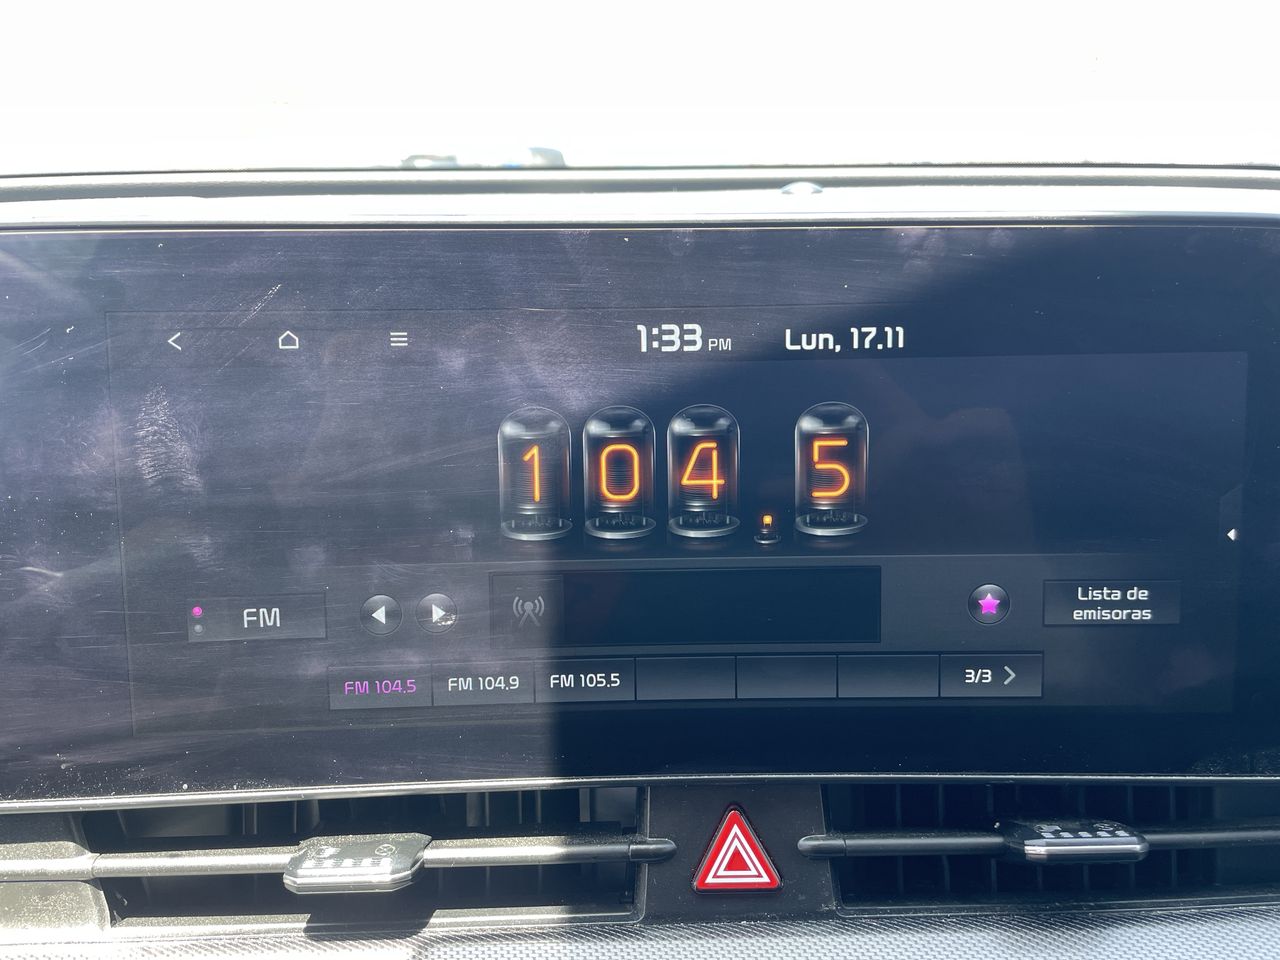 1:33 PM Lun, 17.11
104.5
FM
Lista de
emisoras
FM 104.5 FM 104.9 FM 105.5 3/3